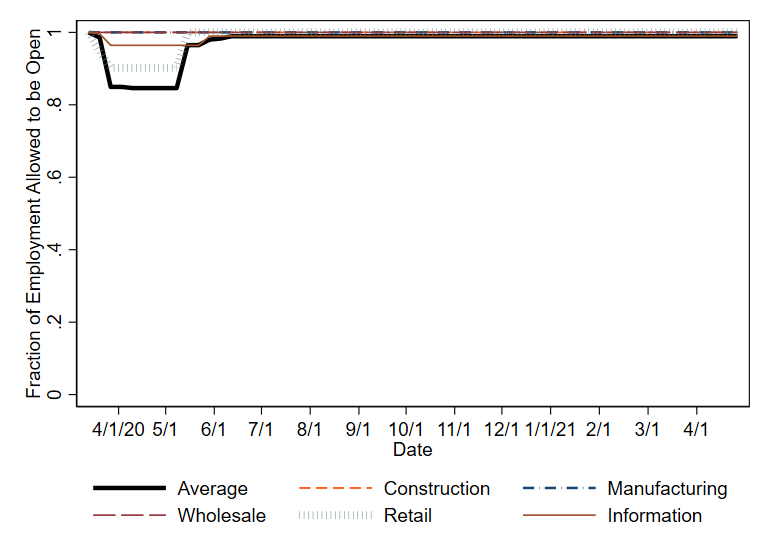 Fraction of Employment Allowed to be Open
1
.8
.6
.4
.2
0
4/1/20 5/1 6/1 7/1 8/1 9/1 10/1 11/1 12/1 1/1/21 2/1 3/1 4/1
Date
Average Construction Manufacturing
Wholesale Retail Information